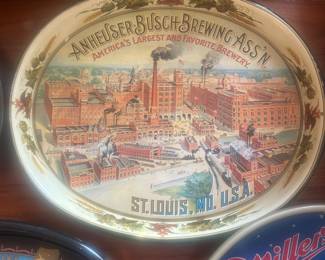 ANHEUSER-BUSCH-BREWING ASS'N.
AMERICA'S LARGEST AND FAVORITE BREWERY.
ST. LOUIS, MO. U.S.A.
Miller